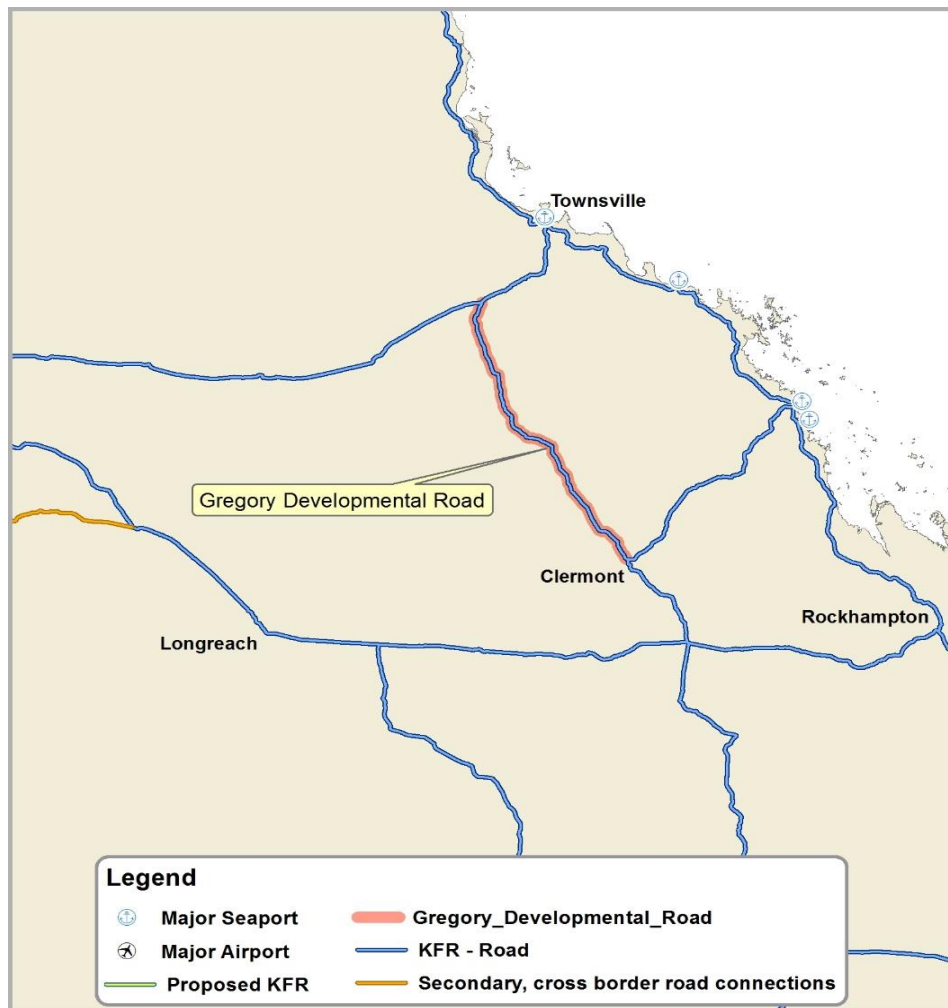 Townsville
Gregory Developmental Road
Clermont
Rockhampton
Longreach
Legend
Major Seaport
Gregory_Developmental_Road
Major Airport
KFR - Road
Proposed KFR
Secondary, cross border road connections